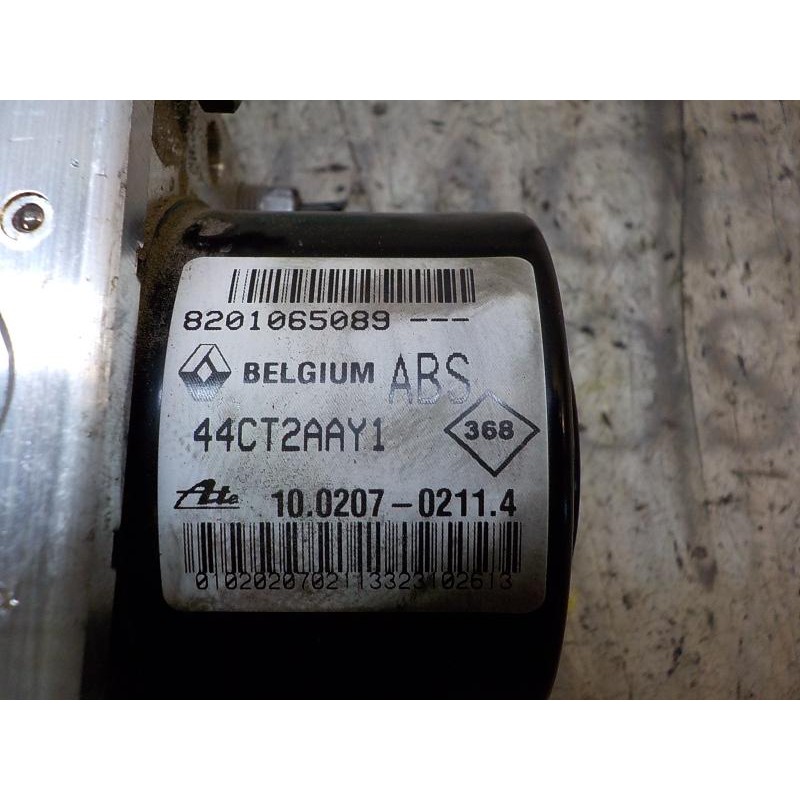 8201065089 ---
BELGIUM ABS
44CT2AAY1
368
Ate 10.0207-0211.4
0102020702113323102613